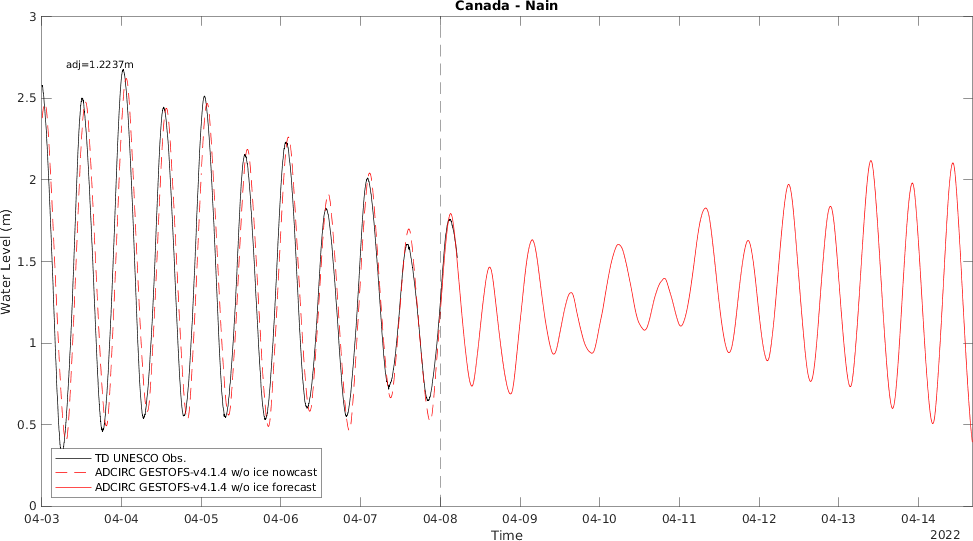 Canada - Nain
adj=1.2237m
3
2.5
2
1.5
1
0.5
0
Water Level (m)
TD UNESCO Obs.
ADCIRC GESTOFS-v4.1.4 w/o ice nowcast
ADCIRC GESTOFS-v4.1.4 w/o ice forecast
04-03 04-04 04-05 04-06 04-07 04-08 04-09 04-10 04-11 04-12 04-13 04-14
Time
2022